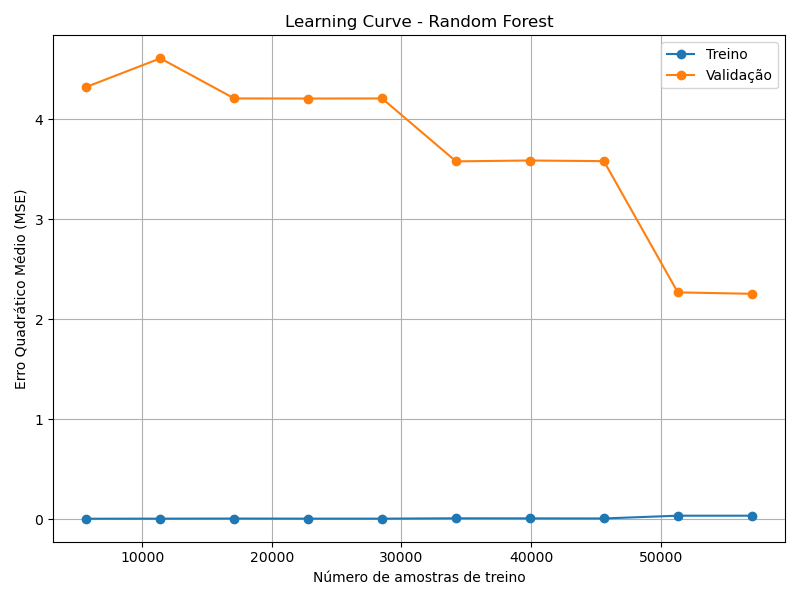 Learning Curve - Random Forest
Treino
Validação
Erro Quadrático Médio (MSE)
4
3
2
1
0
10000
20000
30000
40000
50000
Número de amostras de treino